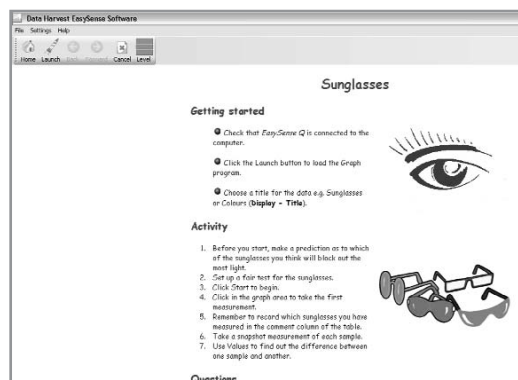 Data Harvest EasySense Software
File Settings Help
Home Launch Back Forward Cancel Level
Sunglasses
Getting started
Check that EasySense Q is connected to the
computer.
Click the Launch button to load the Graph
program.
Choose a title for the data e.g. Sunglasses
or Colours (Display - Title).
Activity
1. Before you start, make a prediction as to which
of the sunglasses you think will block out the
most light.
2. Set up a fair test for the sunglasses.
3. Click Start to begin.
4. Click in the graph area to take the first
measurement.
5. Remember to record which sunglasses you have
measured in the comment column of the table.
6. Take a snapshot measurement of each sample.
7. Use Values to find out the difference between
one sample and another.
Questions